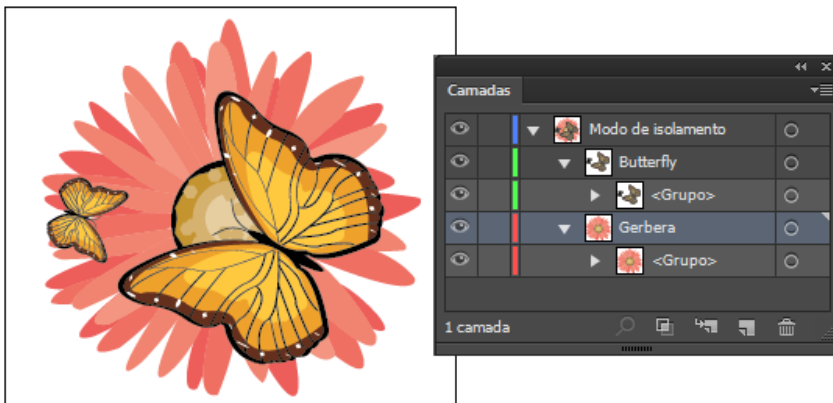 Camadas
Modo de isolamento
Butterfly
<Grupo>
Gerbera
<Grupo>
1 camada